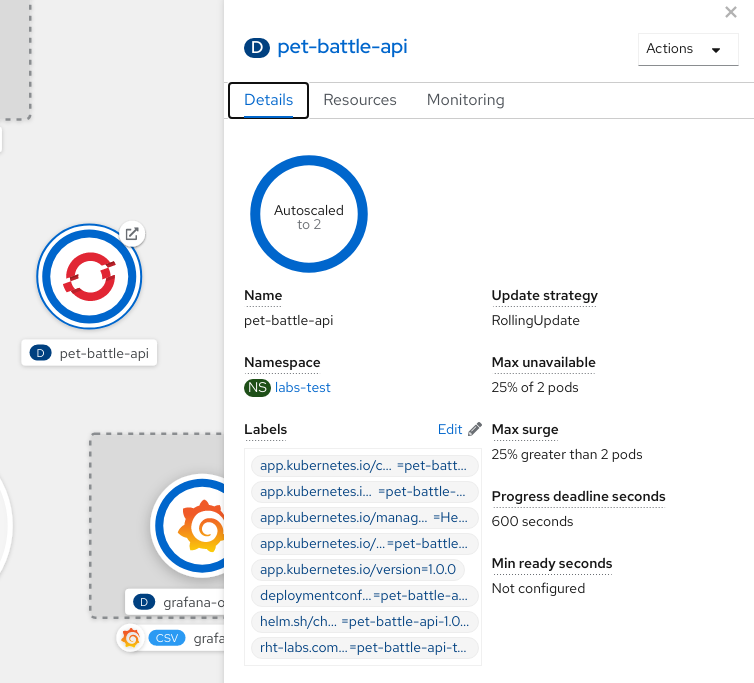 D pet-battle-api
Actions
Details Resources Monitoring
Autoscaled
to 2
Name
pet-battle-api
Namespace
NS labs-test
Labels
Edit
app.kubernetes.io/c... =pet-batt...
app.kubernetes.i... =pet-battle-...
app.kubernetes.io/manag... =He...
app.kubernetes.io/...=pet-battle...
app.kubernetes.io/version=1.0.0
deploymentconf...=pet-battle-a...
helm.sh/ch... =pet-battle-api-1.0...
rht-labs.com...=pet-battle-api-t...
Update strategy
RollingUpdate
Max unavailable
25% of 2 pods
Max surge
25% greater than 2 pods
Progress deadline seconds
600 seconds
Min ready seconds
Not configured
D pet-battle-api
D grafana-o
CSV grafa